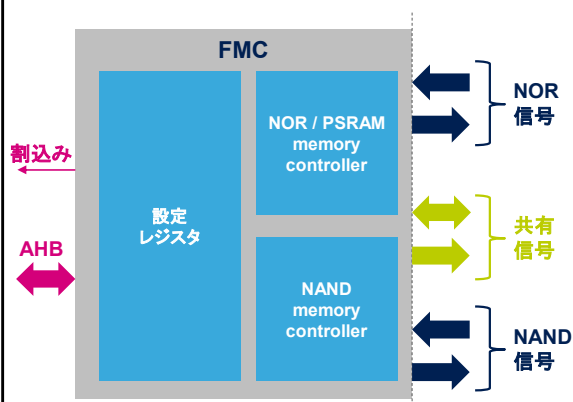 FMC
割込み
AHB
設定
レジスタ
NOR / PSRAM
memory
controller
NAND
memory
controller
NOR
信号
共有
信号
NAND
信号